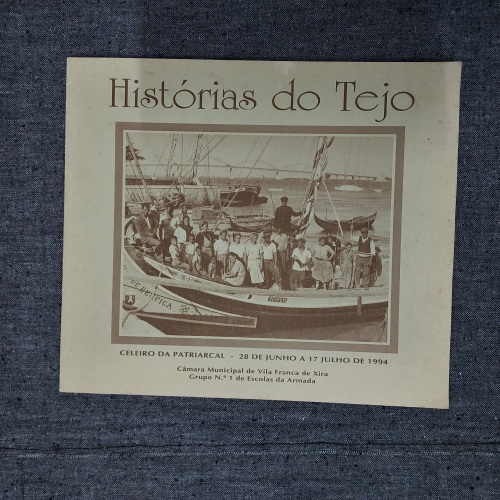 Histórias do Tejo
CELEIRO DA PATRIARCAL - 28 DE JUNHO A 17 JULHO DE 1994
Câmara Municipal de Vila Franca de Xira
Grupo N.º 1 de Escolas da Armada